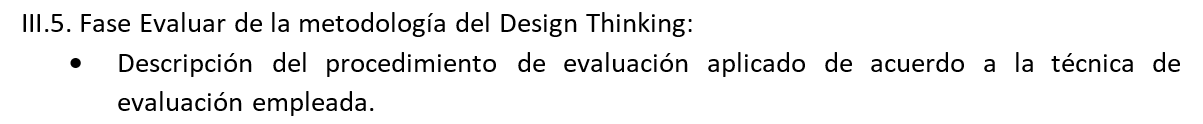 III.5. Fase Evaluar de la metodología del Design Thinking:
• Descripción del procedimiento de evaluación aplicado de acuerdo a la técnica de
evaluación empleada.